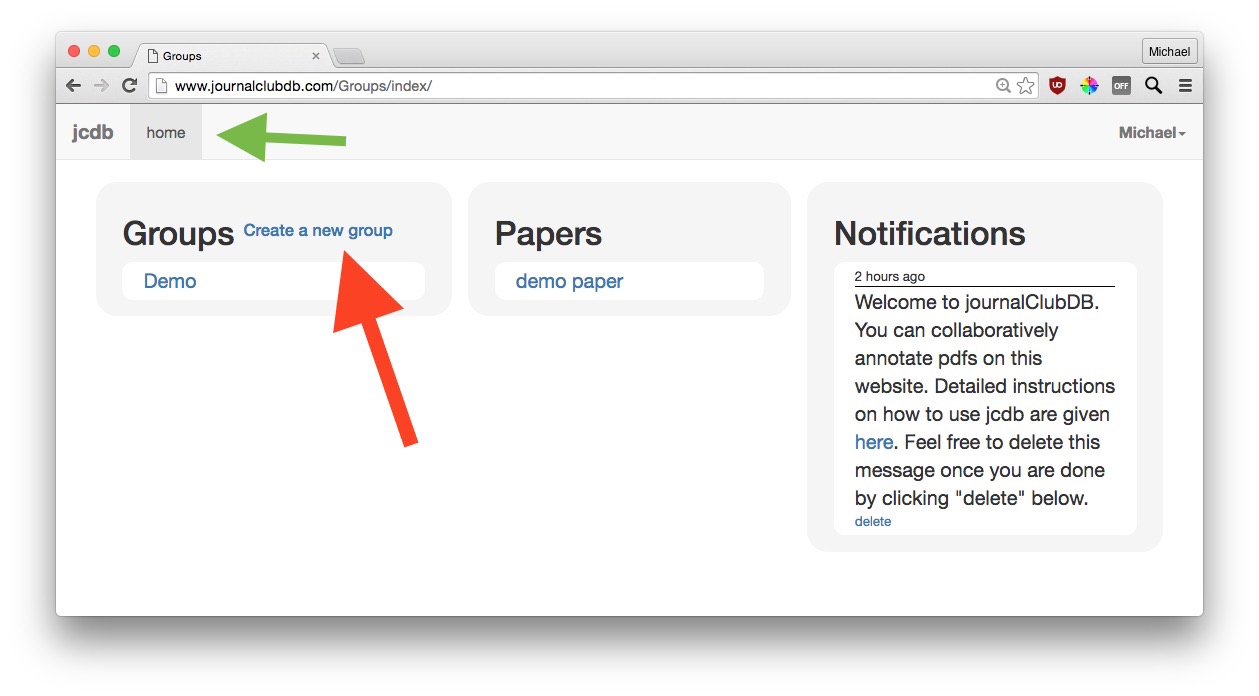 Groups
Michael
www.journalclubdb.com/Groups/index/
OFF
jcdb
home
Michael
Groups Create a new group
Demo
Papers
demo paper
Notifications
2 hours ago
Welcome to journalClubDB.
You can collaboratively
annotate pdfs on this
website. Detailed instructions
on how to use jcdb are given
here. Feel free to delete this
message once you are done
by clicking "delete" below.
delete